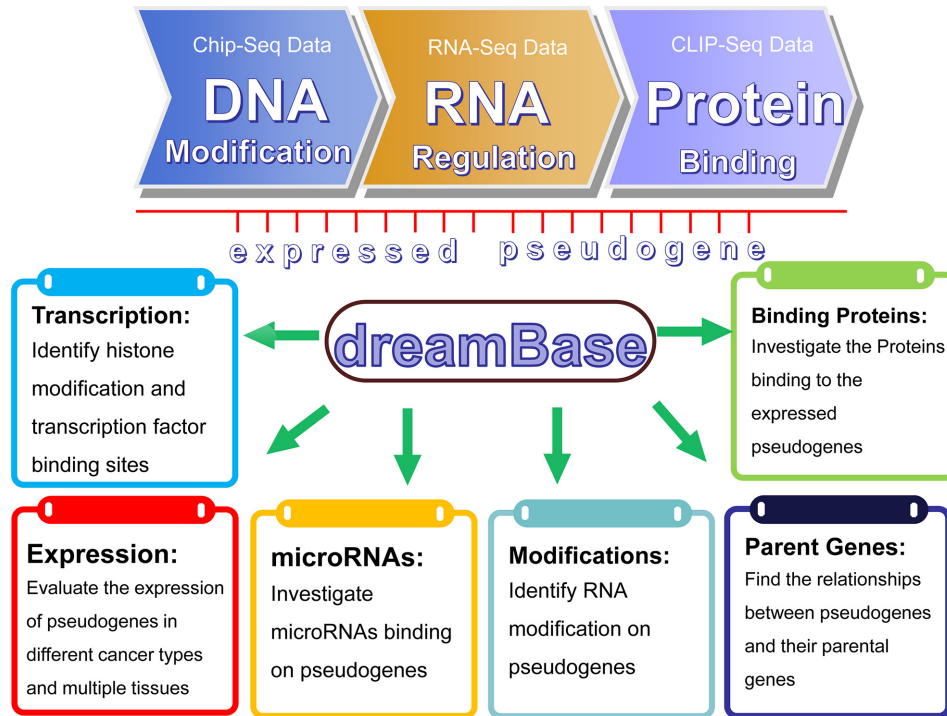 Chip-Seq Data
DNA
Modification
RNA-Seq Data
RNA
Regulation
CLIP-Seq Data
Protein
Binding
expressed pseudogene
dreamBase
Transcription:
Identify histone
modification and
transcription factor
binding sites
Binding Proteins:
Investigate the Proteins
binding to the
expressed
pseudogenes
Expression:
Evaluate the expression
of pseudogenes in
different cancer types
and multiple tissues
microRNAs:
Investigate
microRNAs binding
on pseudogenes
Modifications:
Identify RNA
modification on
pseudogenes
Parent Genes:
Find the relationships
between pseudogenes
and their parental
genes